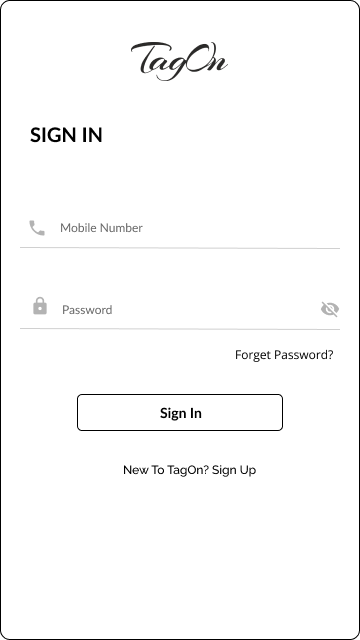 TagOn
SIGN IN
Mobile Number
Password
Forget Password?
Sign In
New To TagOn? Sign Up